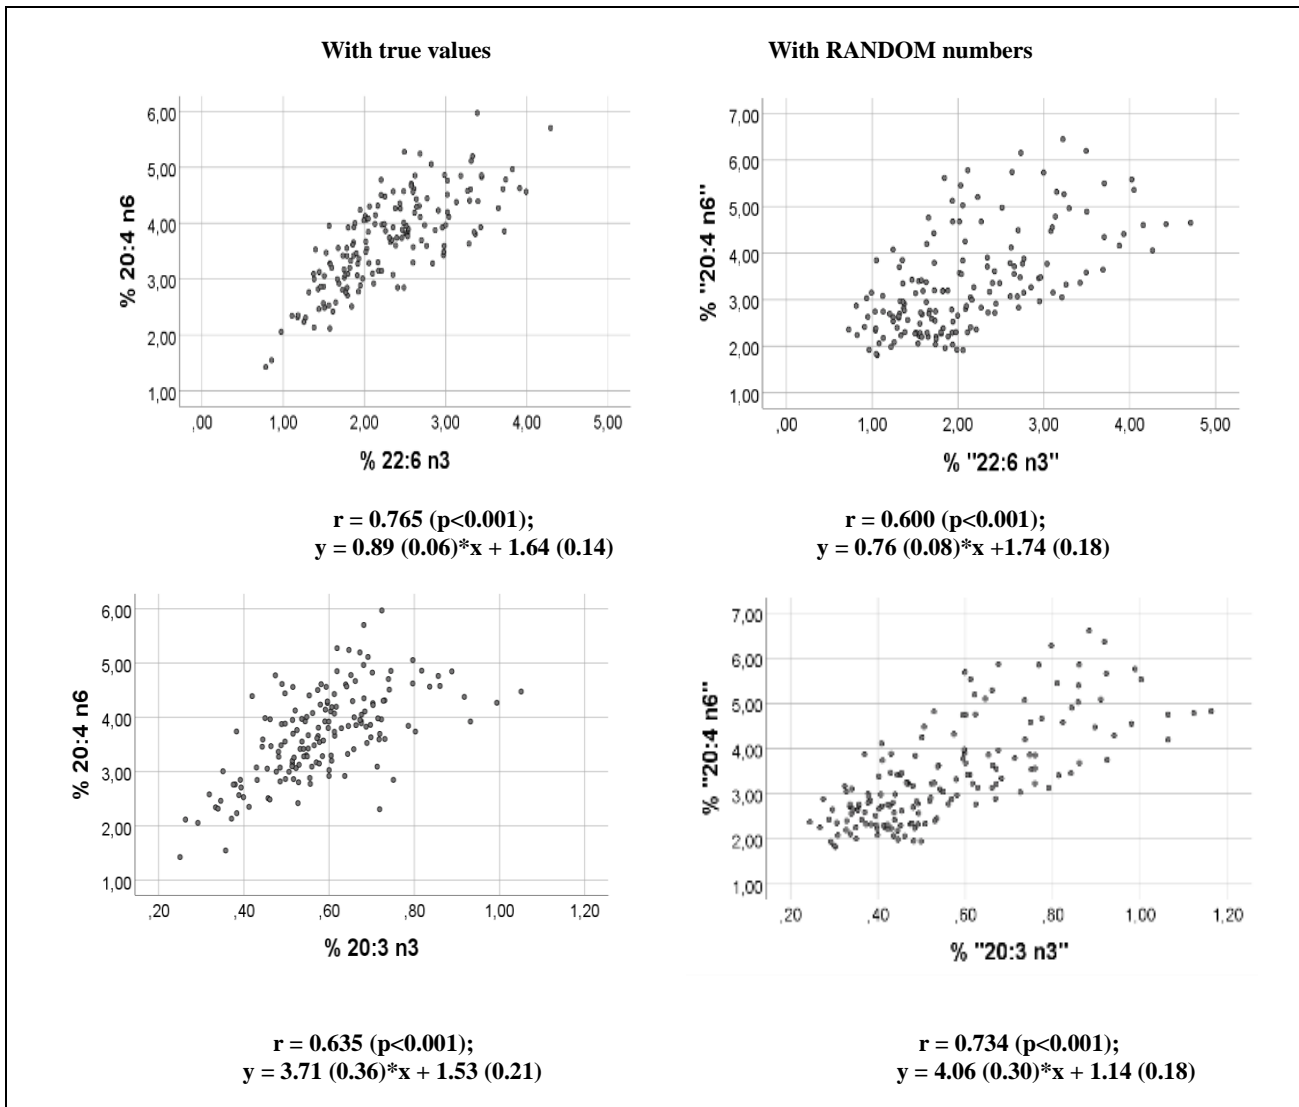 With true values
With RANDOM numbers
6,00
5,00
4,00
3,00
2,00
1,00
% 20:4 n6
,00 1,00 2,00 3,00 4,00 5,00
% 22:6 n3
r = 0.765 (p<0.001);
y = 0.89 (0.06)*x + 1.64 (0.14)
7,00
6,00
5,00
4,00
3,00
2,00
1,00
% "20:4 n6"
,00 1,00 2,00 3,00 4,00 5,00
% "22:6 n3"
r = 0.600 (p<0.001);
y = 0.76 (0.08)*x +1.74 (0.18)
6,00
5,00
4,00
3,00
2,00
1,00
% 20:4 n6
,20 ,40 ,60 ,80 1,00 1,20
% 20:3 n3
r = 0.635 (p<0.001);
y = 3.71 (0.36)*x + 1.53 (0.21)
7,00
6,00
5,00
4,00
3,00
2,00
1,00
% "20:4 n6"
,20 ,40 ,60 ,80 1,00 1,20
% "20:3 n3"
r = 0.734 (p<0.001);
y = 4.06 (0.30)*x + 1.14 (0.18)